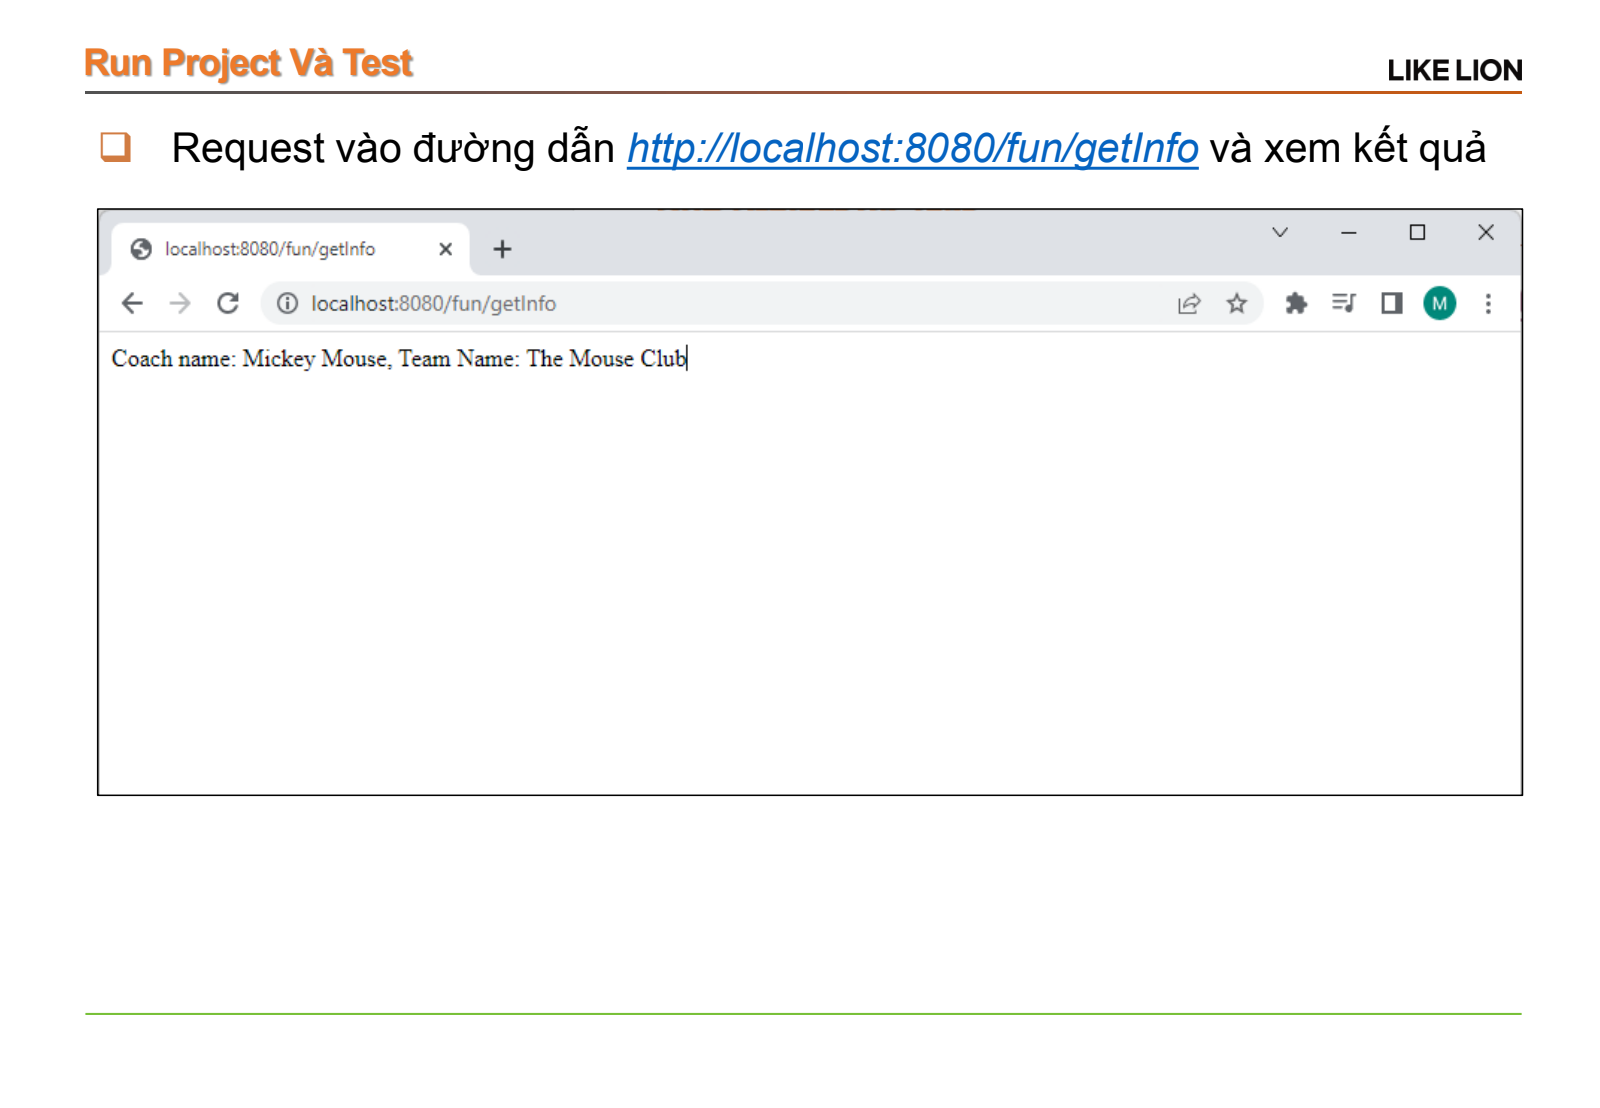 Run Project Và Test
LIKE LION
Request vào đường dẫn http://localhost:8080/fun/getInfo và xem kết quả
localhost:8080/fun/getInfo
localhost:8080/fun/getInfo
M
Coach name: Mickey Mouse, Team Name: The Mouse Club